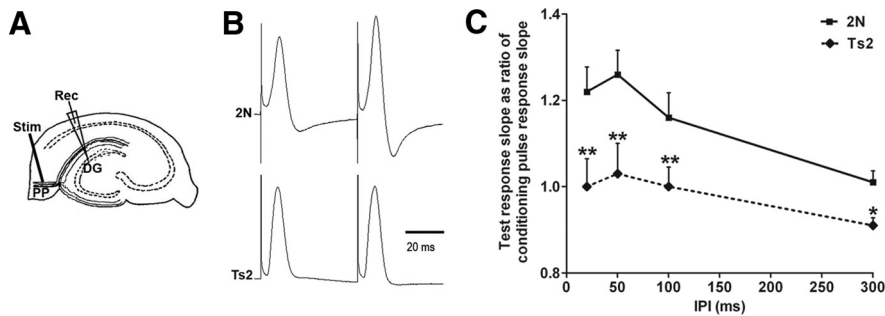 A
Rec
Stim
DG
PP
B
2N
Ts2
20 ms
C
Test response slope as ratio of
conditioning pulse response slope
1.4
1.2
1.0
0.8
0
50
100
150
200
250
300
IPI (ms)
2N
Ts2
**
**
**
*